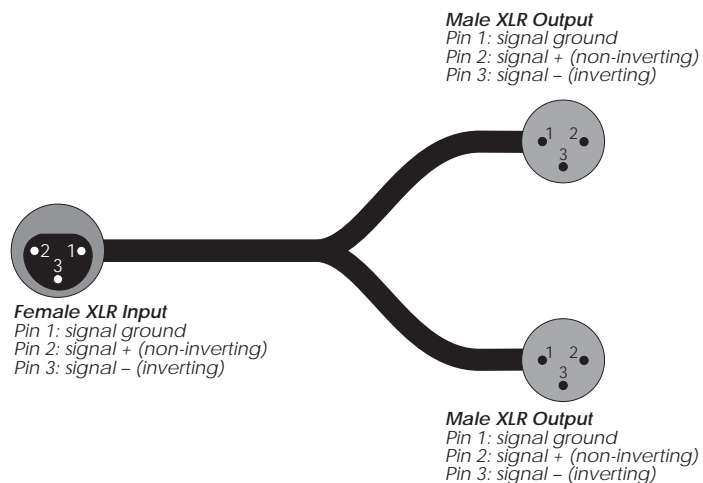 Male XLR Output
Pin 1: signal ground
Pin 2: signal + (non-inverting)
Pin 3: signal – (inverting)
1 2
3
2 1
3
Female XLR Input
Pin 1: signal ground
Pin 2: signal + (non-inverting)
Pin 3: signal – (inverting)
1 2
3
Male XLR Output
Pin 1: signal ground
Pin 2: signal + (non-inverting)
Pin 3: signal – (inverting)